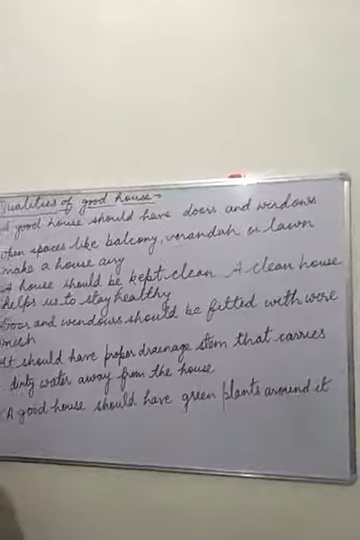 Qualities of good house-
A good house should have doors and windows
open spaces like balcony, verandah or lawn
make a house airy
A house should be kept clean A clean house
helps us to stay healthy
Door and windows should be fitted with wire
mesh
It should have proper drainage stem that carries
dirty water away from the house
A good house should have green plants around it